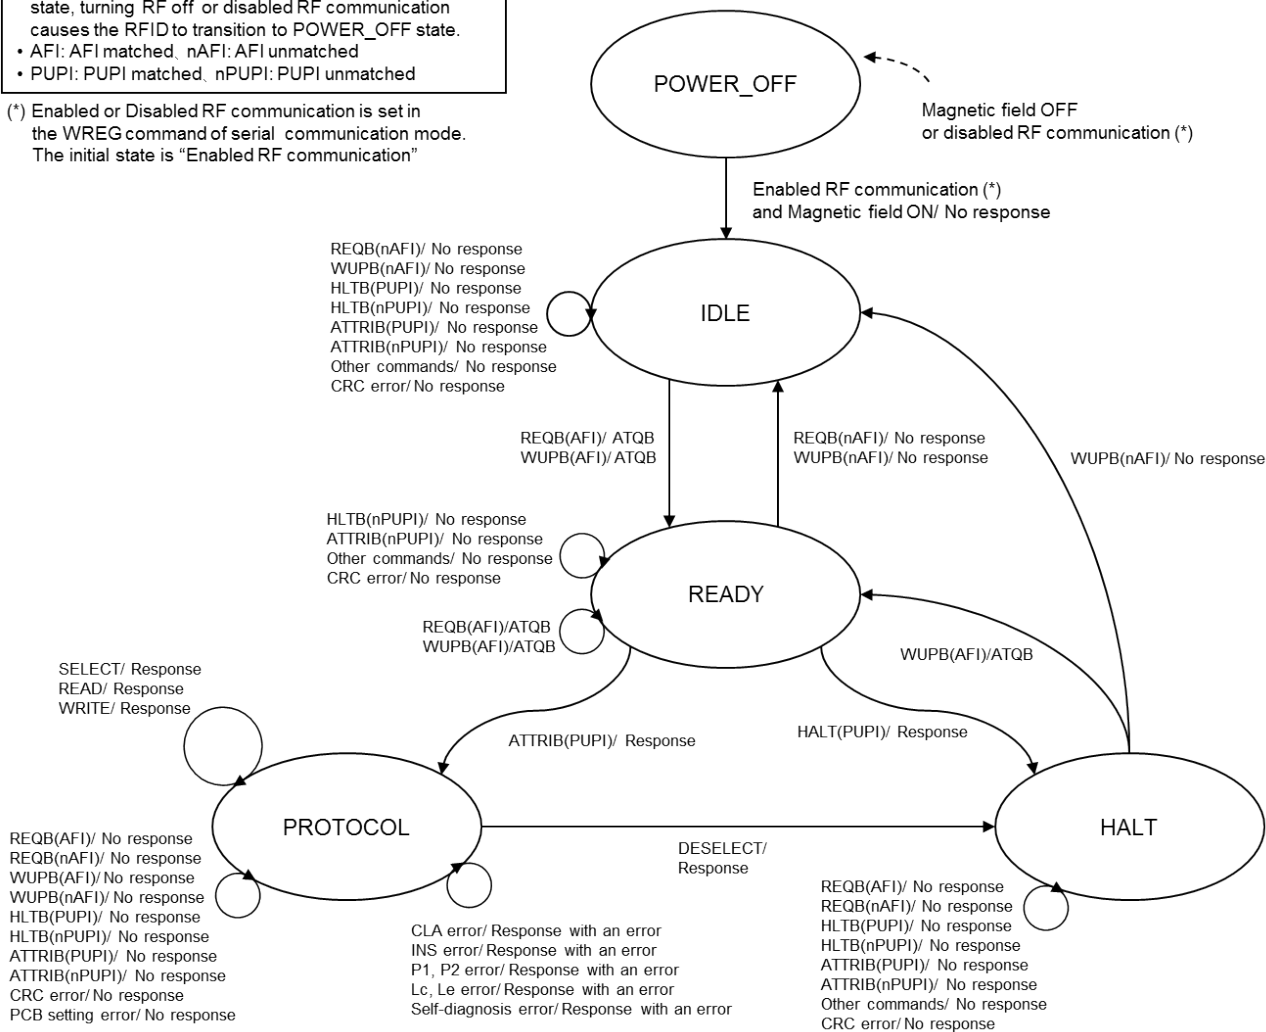 state, turning RF off or disabled RF communication
causes the RFID to transition to POWER_OFF state.
• AFI: AFI matched、nAFI: AFI unmatched
• PUPI: PUPI matched、nPUPI: PUPI unmatched
(*) Enabled or Disabled RF communication is set in
the WREG command of serial communication mode.
The initial state is “Enabled RF communication”
POWER_OFF
Magnetic field OFF
or disabled RF communication (*)
Enabled RF communication (*)
and Magnetic field ON/ No response
REQB(nAFI)/ No response
WUPB(nAFI)/ No response
HLTB(PUPI)/ No response
HLTB(nPUPI)/ No response
ATTRIB(PUPI)/ No response
ATTRIB(nPUPI)/ No response
Other commands/ No response
CRC error/ No response
IDLE
REQB(AFI)/ ATQB
WUPB(AFI)/ ATQB
REQB(nAFI)/ No response
WUPB(nAFI)/ No response
WUPB(nAFI)/ No response
HLTB(nPUPI)/ No response
ATTRIB(nPUPI)/ No response
Other commands/ No response
CRC error/ No response
READY
REQB(AFI)/ATQB
WUPB(AFI)/ATQB
WUPB(AFI)/ATQB
SELECT/ Response
READ/ Response
WRITE/ Response
ATTRIB(PUPI)/ Response
HALT(PUPI)/ Response
PROTOCOL
HALT
DESELECT/
Response
REQB(AFI)/ No response
REQB(nAFI)/ No response
WUPB(AFI)/ No response
WUPB(nAFI)/ No response
HLTB(PUPI)/ No response
HLTB(nPUPI)/ No response
ATTRIB(PUPI)/ No response
ATTRIB(nPUPI)/ No response
CRC error/ No response
PCB setting error/ No response
CLA error/ Response with an error
INS error/ Response with an error
P1, P2 error/ Response with an error
Lc, Le error/ Response with an error
Self-diagnosis error/ Response with an error
REQB(AFI)/ No response
REQB(nAFI)/ No response
HLTB(PUPI)/ No response
HLTB(nPUPI)/ No response
ATTRIB(PUPI)/ No response
ATTRIB(nPUPI)/ No response
Other commands/ No response
CRC error/ No response